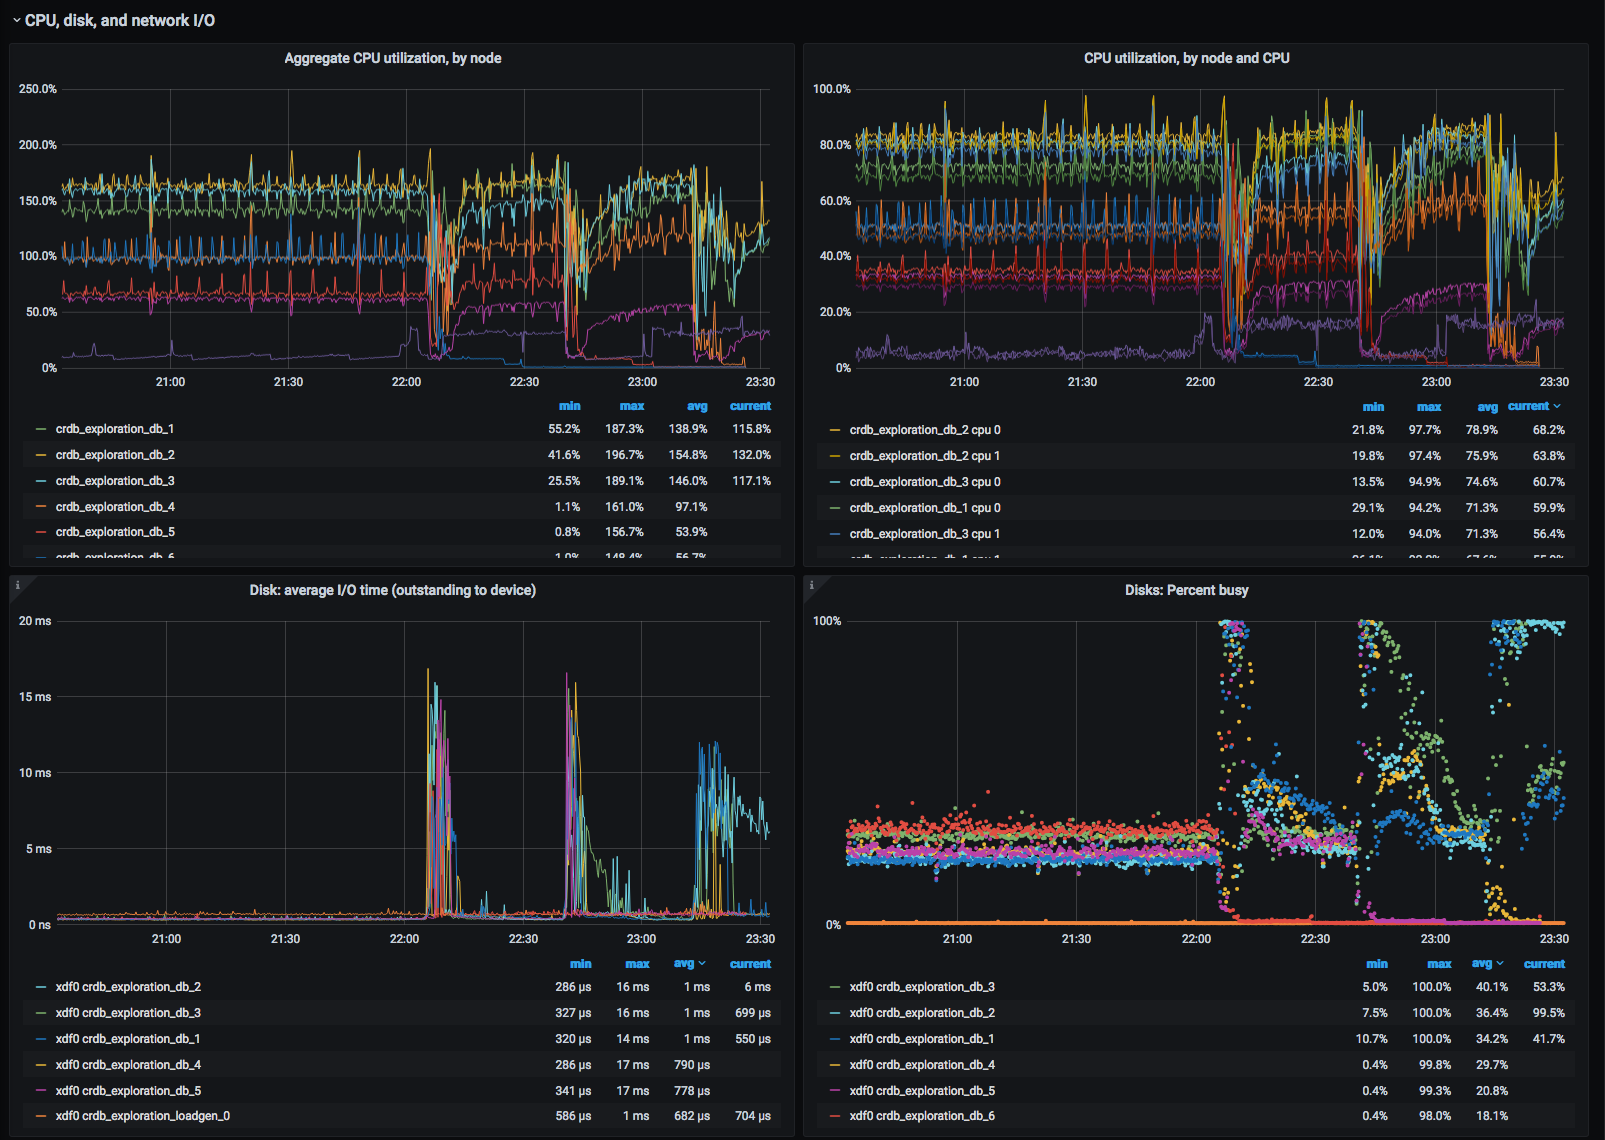 CPU, disk, and network I/O
Aggregate CPU utilization, by node
250.0%
200.0%
150.0%
100.0%
50.0%
0%
21:00 21:30 22:00 22:30 23:00 23:30
min max avg current
crdb_exploration_db_1 55.2% 187.3% 138.9% 115.8%
crdb_exploration_db_2 41.6% 196.7% 154.8% 132.0%
crdb_exploration_db_3 25.5% 189.1% 146.0% 117.1%
crdb_exploration_db_4 1.1% 161.0% 97.1%
crdb_exploration_db_5 0.8% 156.7% 53.9%
crdb_exploration_db_6 1.0% 148.4% 56.7%
CPU utilization, by node and CPU
100.0%
80.0%
60.0%
40.0%
20.0%
0%
21:00 21:30 22:00 22:30 23:00 23:30
min max avg current
crdb_exploration_db_2 cpu 0 21.8% 97.7% 78.9% 68.2%
crdb_exploration_db_2 cpu 1 19.8% 97.4% 75.9% 63.8%
crdb_exploration_db_3 cpu 0 13.5% 94.9% 74.6% 60.7%
crdb_exploration_db_1 cpu 0 29.1% 94.2% 71.3% 59.9%
crdb_exploration_db_3 cpu 1 12.0% 94.0% 71.3% 56.4%
crdb_exploration_db_1 cpu 1
i
Disk: average I/O time (outstanding to device)
20 ms
15 ms
10 ms
5 ms
0 ns
21:00 21:30 22:00 22:30 23:00 23:30
min max avg current
xdf0 crdb_exploration_db_2 286 µs 16 ms 1 ms 6 ms
xdf0 crdb_exploration_db_3 327 µs 16 ms 1 ms 699 µs
xdf0 crdb_exploration_db_1 320 µs 14 ms 1 ms 550 µs
xdf0 crdb_exploration_db_4 286 µs 17 ms 790 µs
xdf0 crdb_exploration_db_5 341 µs 17 ms 778 µs
xdf0 crdb_exploration_loadgen_0 586 µs 1 ms 682 µs 704 µs
i
Disks: Percent busy
100%
0%
21:00 21:30 22:00 22:30 23:00 23:30
min max avg current
xdf0 crdb_exploration_db_3 5.0% 100.0% 40.1% 53.3%
xdf0 crdb_exploration_db_2 7.5% 100.0% 36.4% 99.5%
xdf0 crdb_exploration_db_1 10.7% 100.0% 34.2% 41.7%
xdf0 crdb_exploration_db_4 0.4% 99.8% 29.7%
xdf0 crdb_exploration_db_5 0.4% 99.3% 20.8%
xdf0 crdb_exploration_db_6 0.4% 98.0% 18.1%